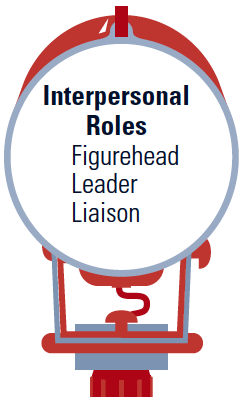 Interpersonal
Roles
Figurehead
Leader
Liaison